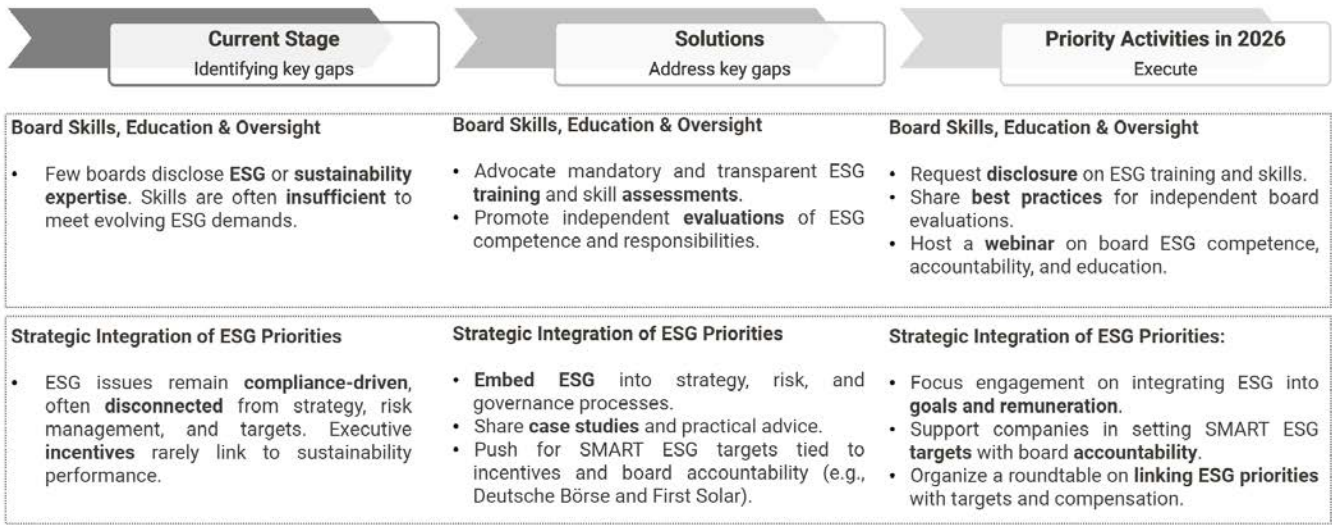 Current Stage
Identifying key gaps
Solutions
Address key gaps
Priority Activities in 2026
Execute
Board Skills, Education & Oversight
• Few boards disclose ESG or sustainability
expertise. Skills are often insufficient to
meet evolving ESG demands.
Board Skills, Education & Oversight
• Advocate mandatory and transparent ESG
training and skill assessments.
• Promote independent evaluations of ESG
competence and responsibilities.
Board Skills, Education & Oversight
• Request disclosure on ESG training and skills.
• Share best practices for independent board
evaluations.
• Host a webinar on board ESG competence,
accountability, and education.
Strategic Integration of ESG Priorities
• ESG issues remain compliance-driven,
often disconnected from strategy, risk
management, and targets. Executive
incentives rarely link to sustainability
performance.
Strategic Integration of ESG Priorities
• Embed ESG into strategy, risk, and
governance processes.
• Share case studies and practical advice.
• Push for SMART ESG targets tied to
incentives and board accountability (e.g.,
Deutsche Börse and First Solar).
Strategic Integration of ESG Priorities:
• Focus engagement on integrating ESG into
goals and remuneration.
• Support companies in setting SMART ESG
targets with board accountability.
• Organize a roundtable on linking ESG priorities
with targets and compensation.